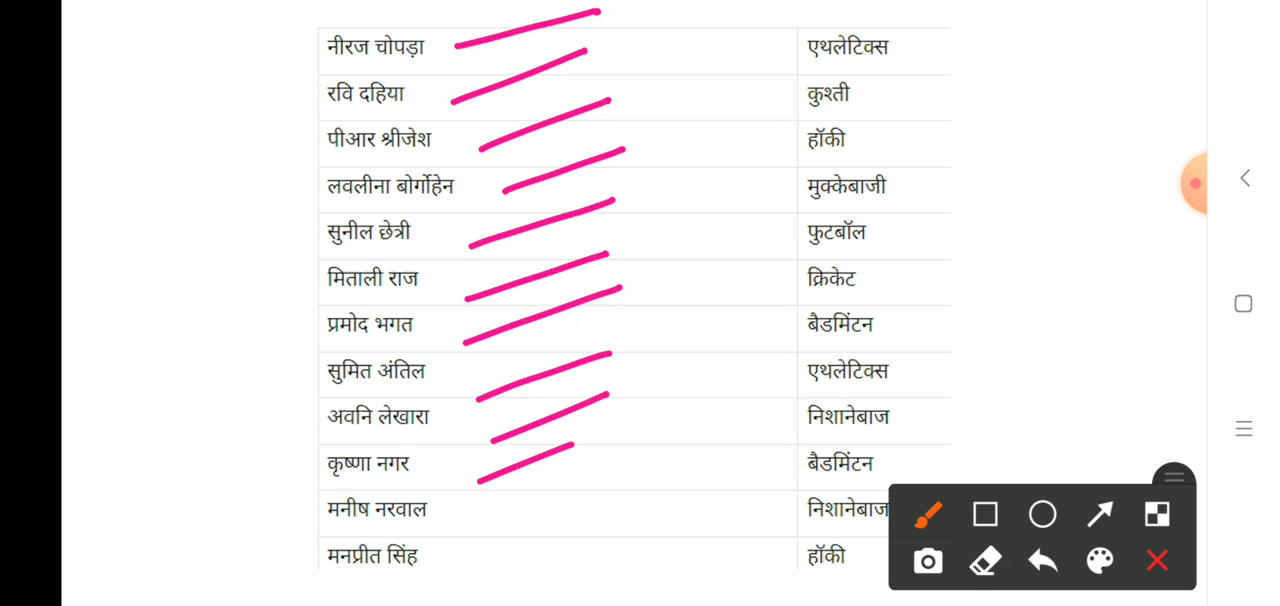 नीरज चोपड़ा एथलेटिक्स
रवि दहिया कुश्ती
पीआर श्रीजेश हॉकी
लवलीना बोर्गोहेन मुक्केबाजी
सुनील छेत्री फुटबॉल
मिताली राज क्रिकेट
प्रमोद भगत बैडमिंटन
सुमित अंतिल एथलेटिक्स
अवनि लेखारा निशानेबाज
कृष्णा नगर बैडमिंटन
मनीष नरवाल निशानेबाज
मनप्रीत सिंह हॉकी